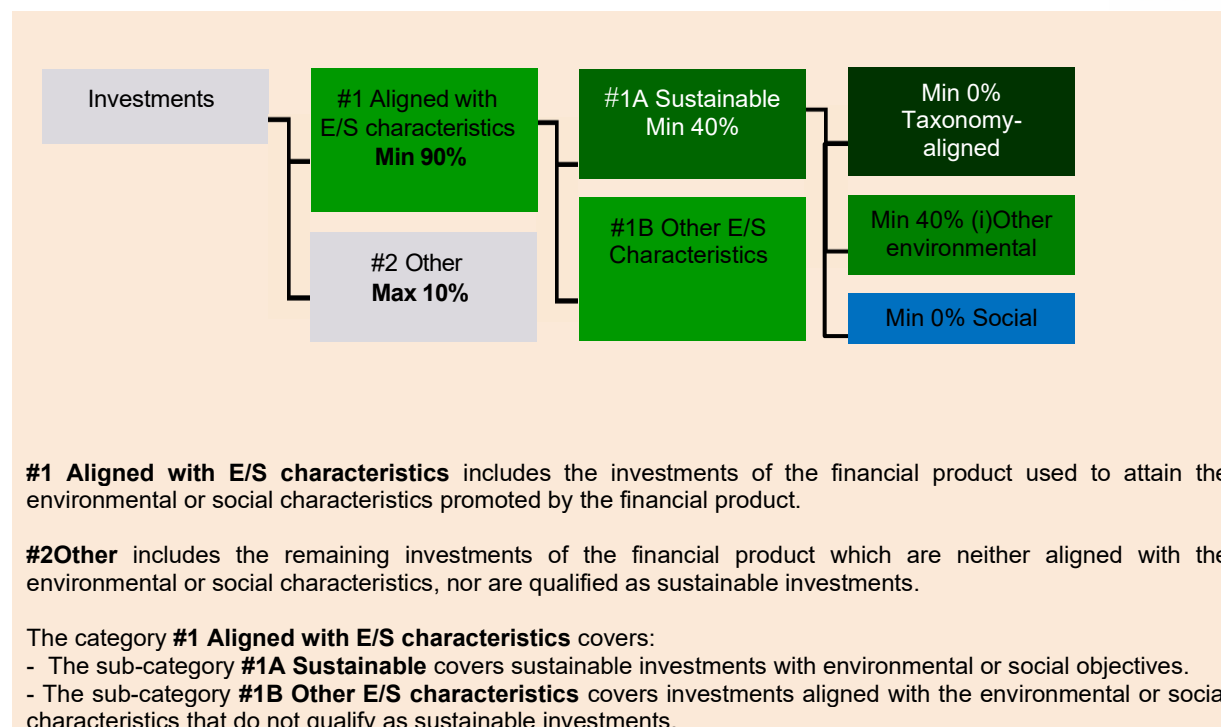 Investments
#1 Aligned with
E/S characteristics
Min 90%
#2 Other
Max 10%
#1A Sustainable
Min 40%
#1B Other E/S
Characteristics
Min 0%
Taxonomy-
aligned
Min 40% (i)Other
environmental
Min 0% Social
#1 Aligned with E/S characteristics includes the investments of the financial product used to attain the
environmental or social characteristics promoted by the financial product.
#2Other includes the remaining investments of the financial product which are neither aligned with the
environmental or social characteristics, nor are qualified as sustainable investments.
The category #1 Aligned with E/S characteristics covers:
- The sub-category #1A Sustainable covers sustainable investments with environmental or social objectives.
- The sub-category #1B Other E/S characteristics covers investments aligned with the environmental or social
characteristics that do not qualify as sustainable investments.